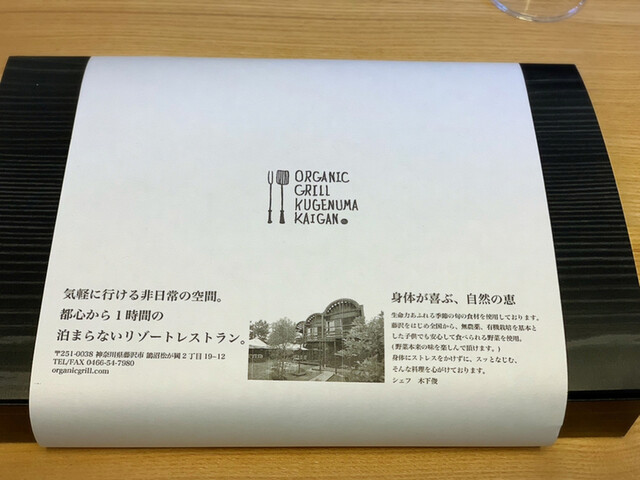 ORGANIC
GRILL
KUGENUMA
KAIGAN.
気軽に行ける非日常の空間。
都心から1時間の
泊まらないリゾートレストラン。
〒251-0038 神奈川県藤沢市 鵠沼松が岡2丁目19−12
TEL/FAX 0466-54-7980
organicgrill.com
身体が喜ぶ、自然の恵
生命力あふれる季節の旬の食材を使用しております。
藤沢をはじめ全国から、無農薬、有機栽培を基本と
した子供でも安心して食べられる野菜を使用。
(野菜本来の味を楽しんで頂けます。)
身体にストレスをかけずに、スッとなじむ、
そんな料理を心がけております。
シェフ 木下俊